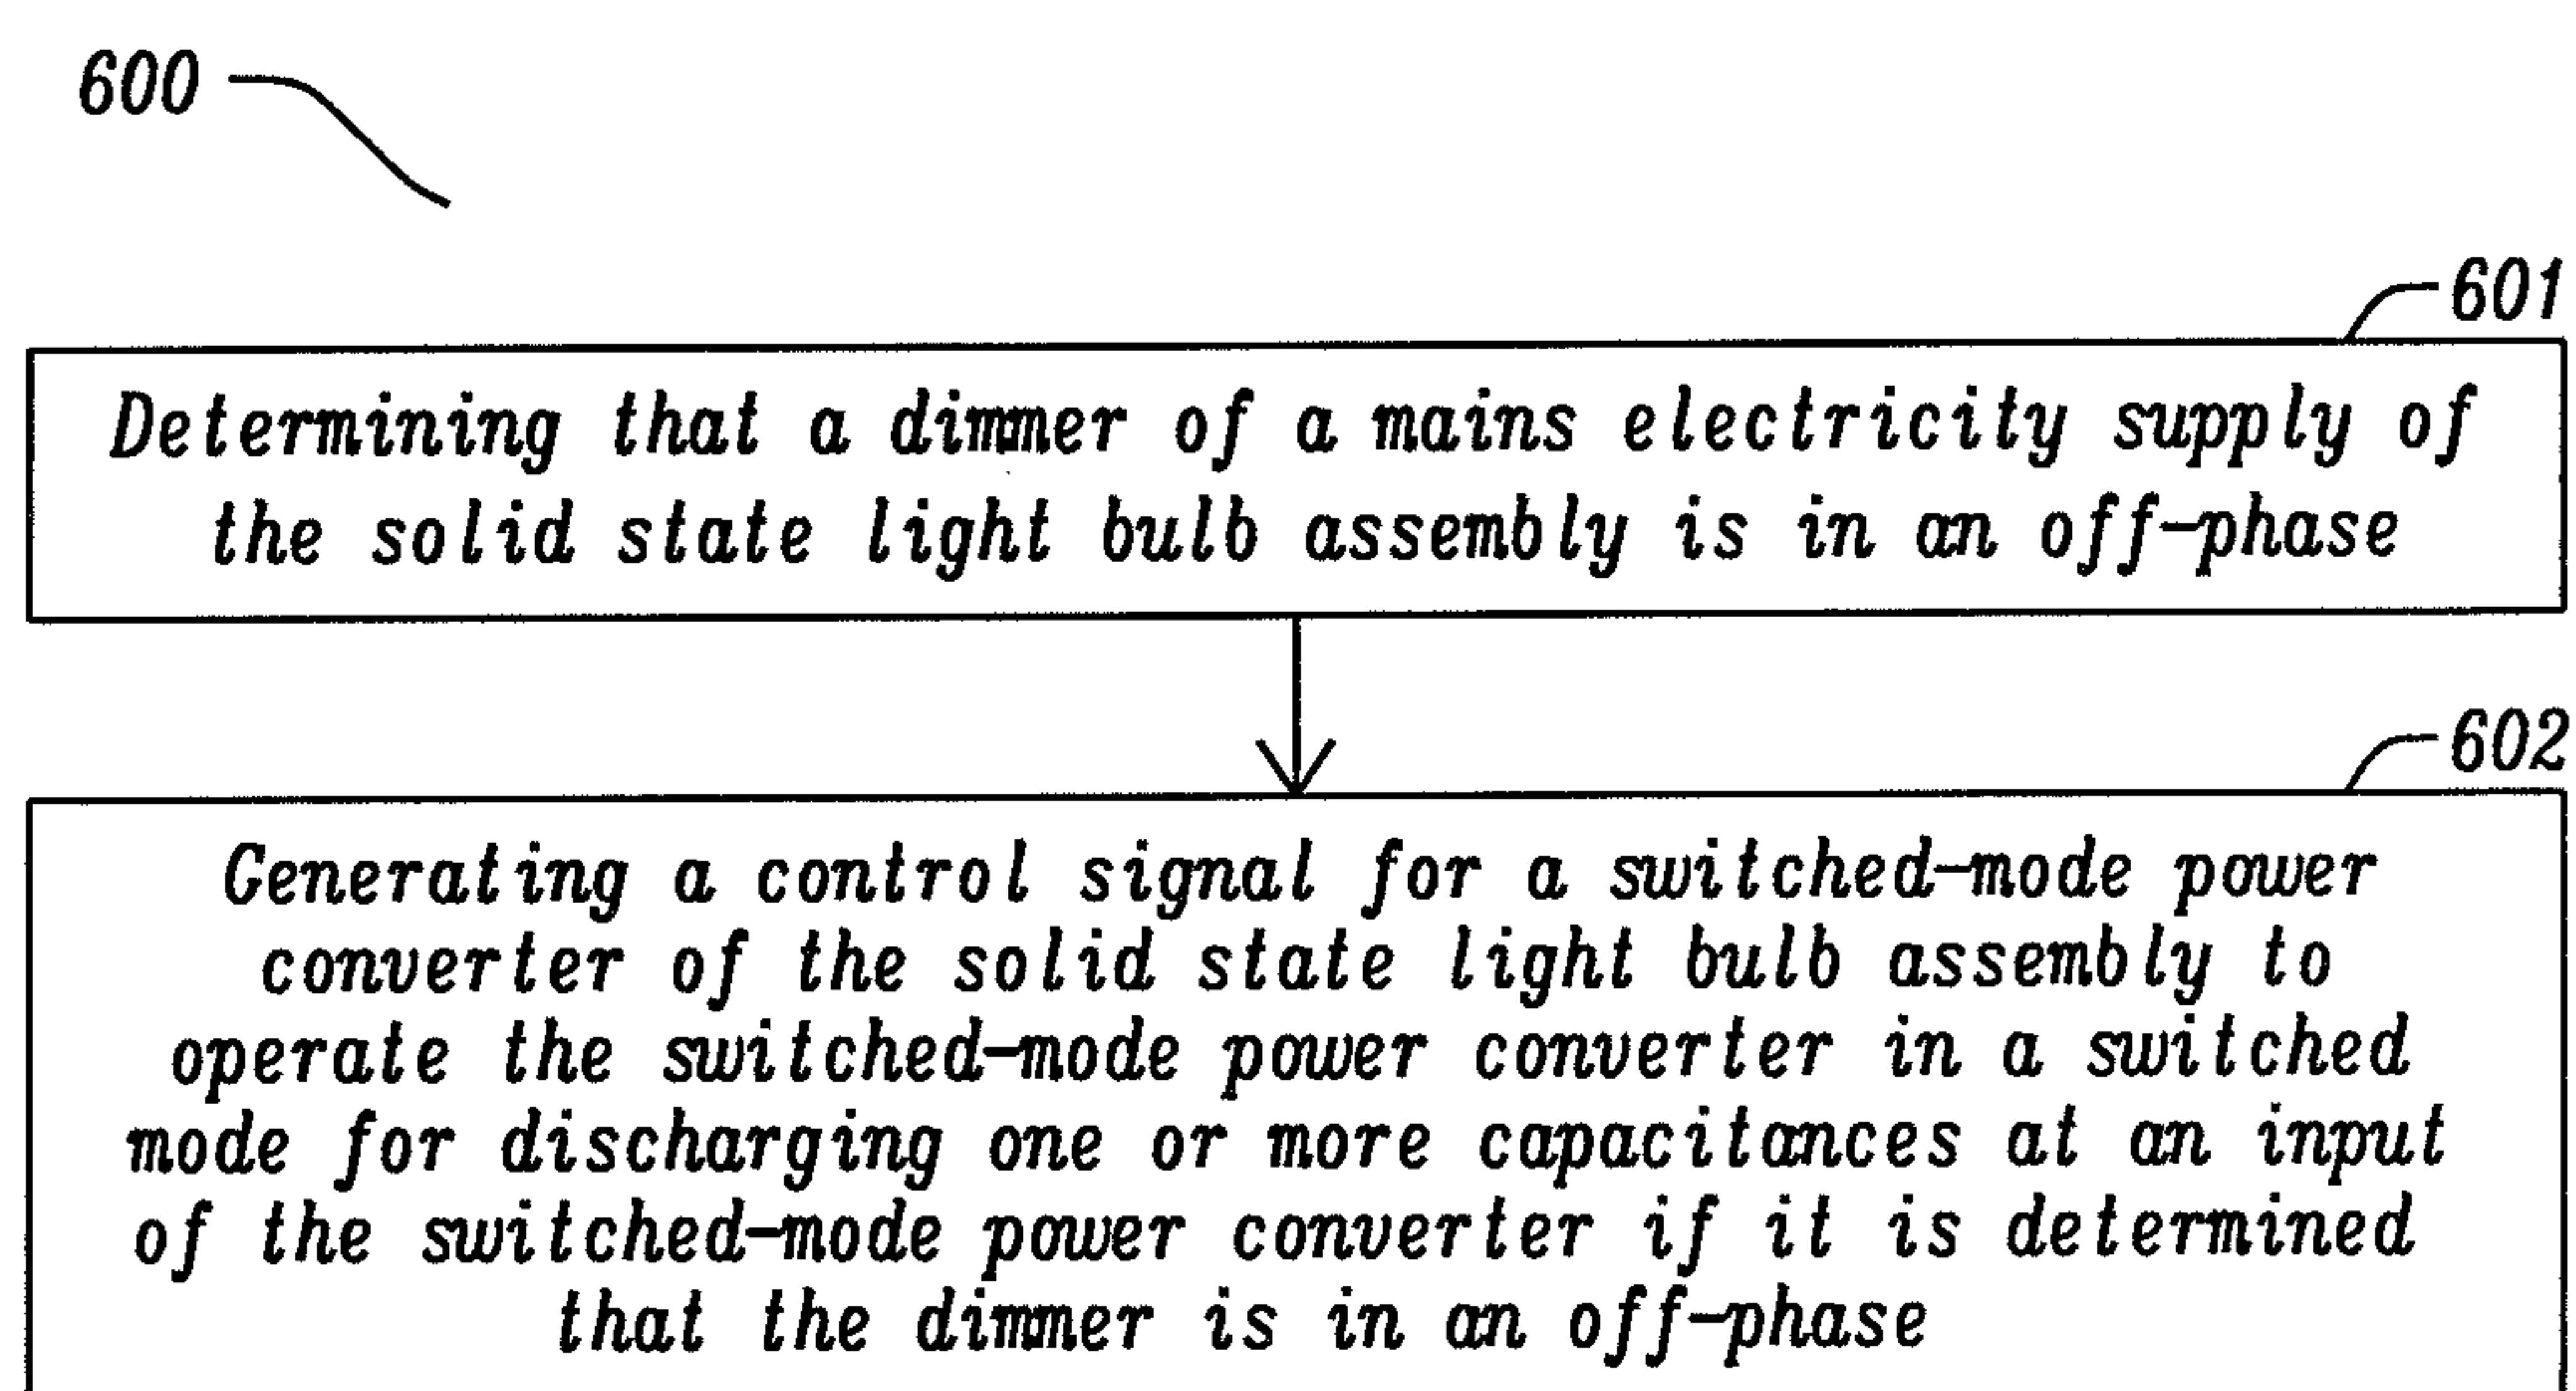 600
601
Determining that a dimmer of a mains electricity supply of
the solid state light bulb assembly is in an off-phase
602
Generating a control signal for a switched-mode power
converter of the solid state light bulb assembly to
operate the switched-mode power converter in a switched
mode for discharging one or more capacitances at an input
of the switched-mode power converter if it is determined
that the dimmer is in an off-phase